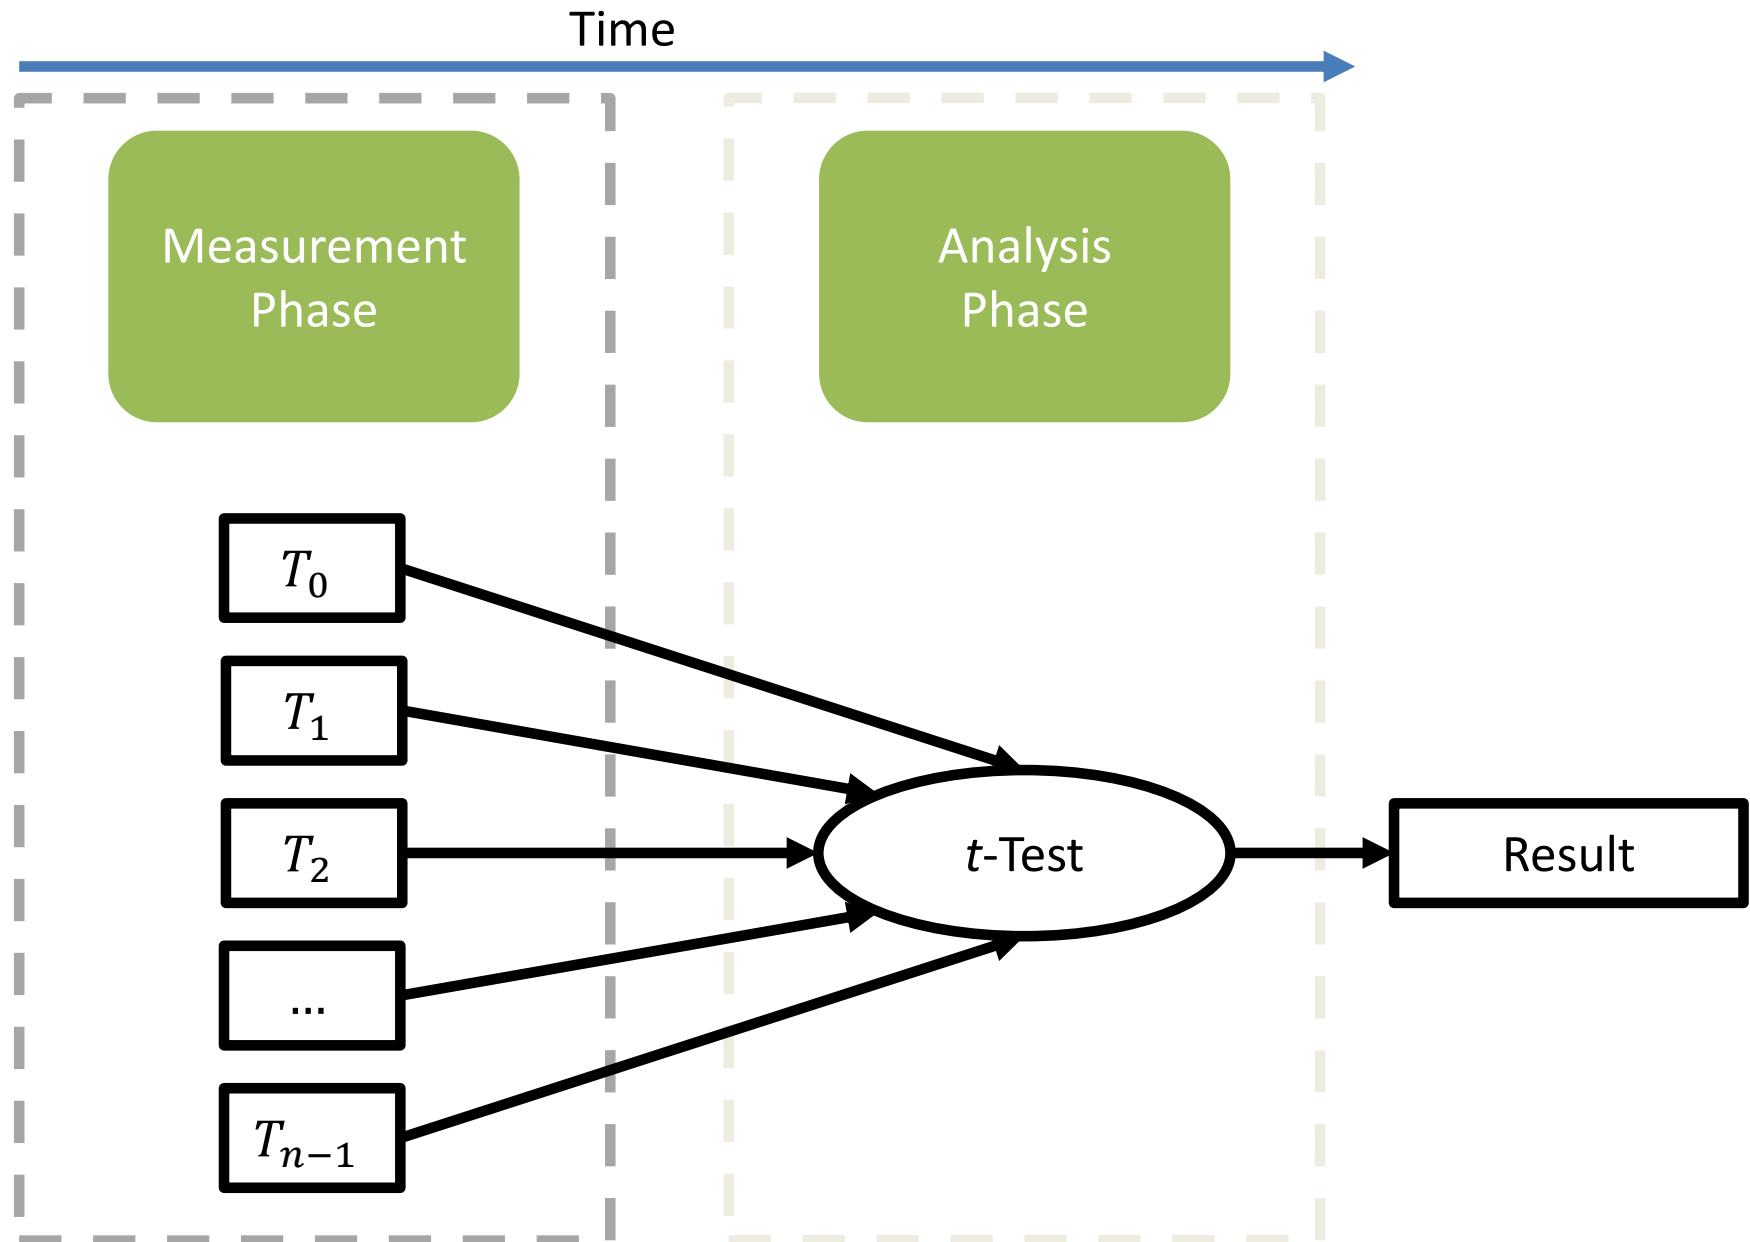 Time
Measurement
Phase
Analysis
Phase
T₀
T₁
T₂
...
Tₙ₋₁
t-Test
Result